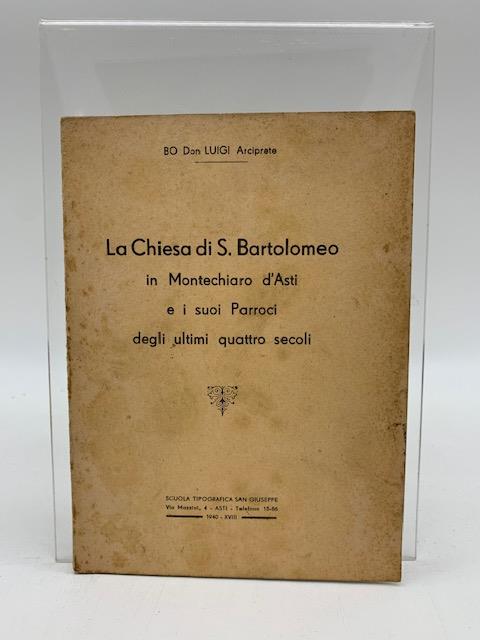 BO Don LUIGI Arciprete
La Chiesa di S. Bartolomeo
in Montechiaro d'Asti
e i suoi Parroci
degli ultimi quattro secoli
SCUOLA TIPOGRAFICA SAN GIUSEPPE
Via Mazzini, 4 - ASTI - Telefono 15-86
1940 - XVIII